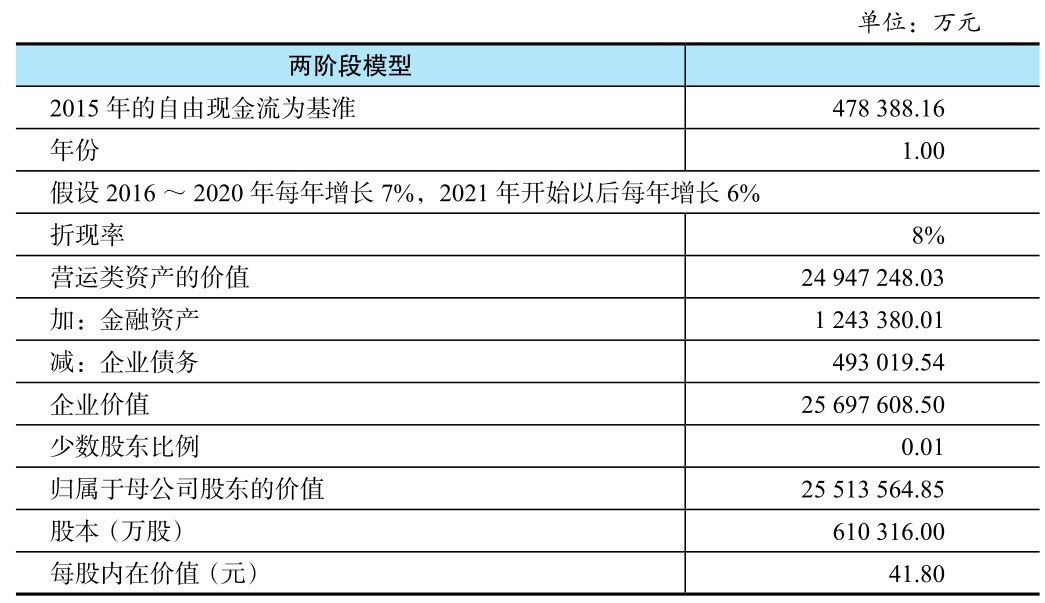 单位：万元
两阶段模型
2015 年的自由现金流为基准 478 388.16
年份 1.00
假设 2016 ～ 2020 年每年增长 7%，2021 年开始以后每年增长 6%
折现率 8%
营运类资产的价值 24 947 248.03
加：金融资产 1 243 380.01
减：企业债务 493 019.54
企业价值 25 697 608.50
少数股东比例 0.01
归属于母公司股东的价值 25 513 564.85
股本（万股） 610 316.00
每股内在价值（元） 41.80